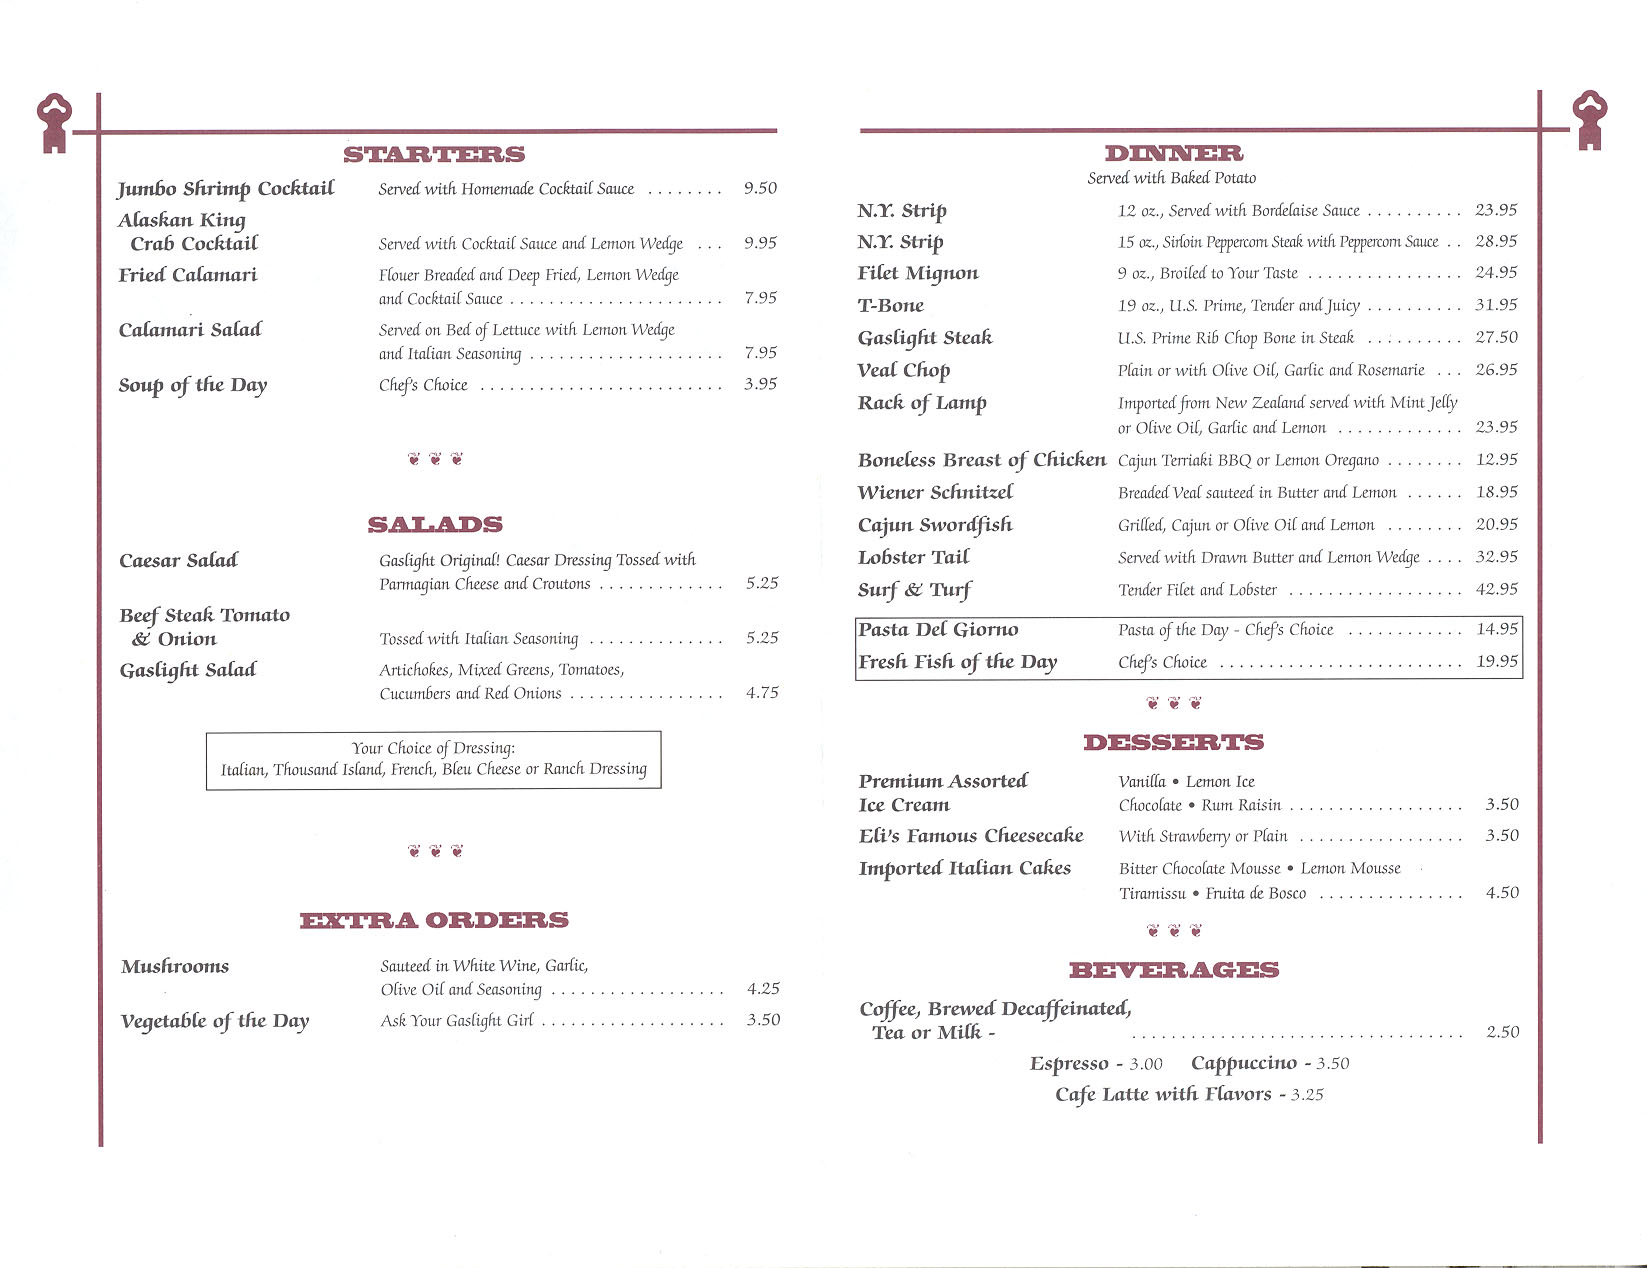 STARTERS
Jumbo Shrimp Cocktail Served with Homemade Cocktail Sauce ........ 9.50
Alaskan King
Crab Cocktail Served with Cocktail Sauce and Lemon Wedge ... 9.95
Fried Calamari Flouer Breaded and Deep Fried, Lemon Wedge
and Cocktail Sauce ...................... 7.95
Calamari Salad Served on Bed of Lettuce with Lemon Wedge
and Italian Seasoning .................... 7.95
Soup of the Day Chef's Choice ......................... 3.95
SALADS
Caesar Salad Gaslight Original! Caesar Dressing Tossed with
Parmagian Cheese and Croutons ............. 5.25
Beef Steak Tomato
& Onion Tossed with Italian Seasoning .............. 5.25
Gaslight Salad Artichokes, Mixed Greens, Tomatoes,
Cucumbers and Red Onions ................ 4.75
Your Choice of Dressing:
Italian, Thousand Island, French, Bleu Cheese or Ranch Dressing
EXTRA ORDERS
Mushrooms Sauteed in White Wine, Garlic,
Olive Oil and Seasoning .................. 4.25
Vegetable of the Day Ask Your Gaslight Girl ................... 3.50
DINNER
Served with Baked Potato
N.Y. Strip 12 oz., Served with Bordelaise Sauce .......... 23.95
N.Y. Strip 15 oz., Sirloin Peppercorn Steak with Peppercorn Sauce .. 28.95
Filet Mignon 9 oz., Broiled to Your Taste ................ 24.95
T-Bone 19 oz., U.S. Prime, Tender and Juicy .......... 31.95
Gaslight Steak U.S. Prime Rib Chop Bone in Steak .......... 27.50
Veal Chop Plain or with Olive Oil, Garlic and Rosemarie ... 26.95
Rack of Lamp Imported from New Zealand served with Mint Jelly
or Olive Oil, Garlic and Lemon ............. 23.95
Boneless Breast of Chicken Cajun Terriaki BBQ or Lemon Oregano ........ 12.95
Wiener Schnitzel Breaded Veal sauteed in Butter and Lemon ...... 18.95
Cajun Swordfish Grilled, Cajun or Olive Oil and Lemon ........ 20.95
Lobster Tail Served with Drawn Butter and Lemon Wedge .... 32.95
Surf & Turf Tender Filet and Lobster .................. 42.95
Pasta Del Giorno Pasta of the Day - Chef's Choice ............ 14.95
Fresh Fish of the Day Chef's Choice ......................... 19.95
DESSERTS
Premium Assorted Vanilla • Lemon Ice
Ice Cream Chocolate • Rum Raisin .................. 3.50
Eli's Famous Cheesecake With Strawberry or Plain ................. 3.50
Imported Italian Cakes Bitter Chocolate Mousse • Lemon Mousse
Tiramissu • Fruita de Bosco ............... 4.50
BEVERAGES
Coffee, Brewed Decaffeinated,
Tea or Milk - .................................. 2.50
Espresso - 3.00 Cappuccino - 3.50
Cafe Latte with Flavors - 3.25